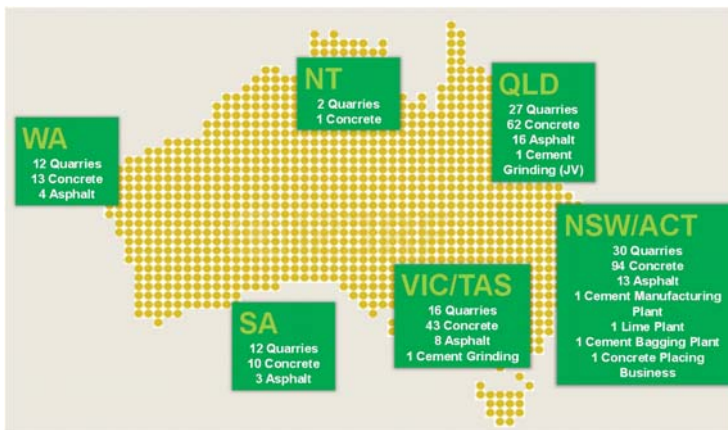 NT
2 Quarries
1 Concrete
QLD
27 Quarries
62 Concrete
16 Asphalt
1 Cement
Grinding (JV)
WA
12 Quarries
13 Concrete
4 Asphalt
NSW/ACT
30 Quarries
94 Concrete
13 Asphalt
1 Cement Manufacturing
Plant
1 Lime Plant
1 Cement Bagging Plant
1 Concrete Placing
Business
VIC/TAS
16 Quarries
43 Concrete
8 Asphalt
1 Cement Grinding
SA
12 Quarries
10 Concrete
3 Asphalt